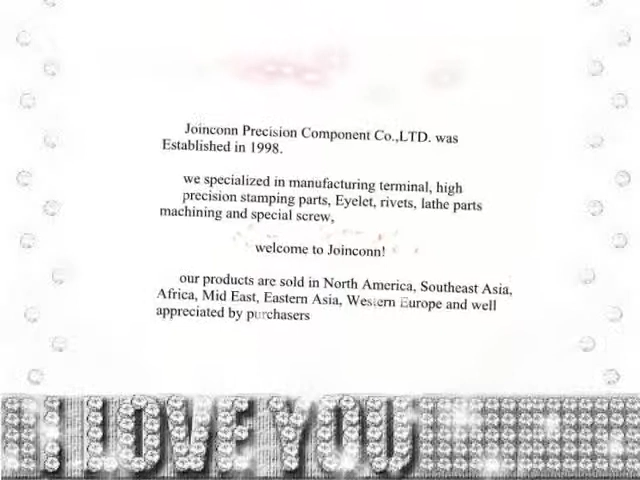 Joinconn Precision Component Co.,LTD. was
Established in 1998.
we specialized in manufacturing terminal, high
precision stamping parts, Eyelet, rivets, lathe parts
machining and special screw,
welcome to Joinconn!
our products are sold in North America, Southeast Asia,
Africa, Mid East, Eastern Asia, Western Europe and well
appreciated by purchasers
I LOVE YOU